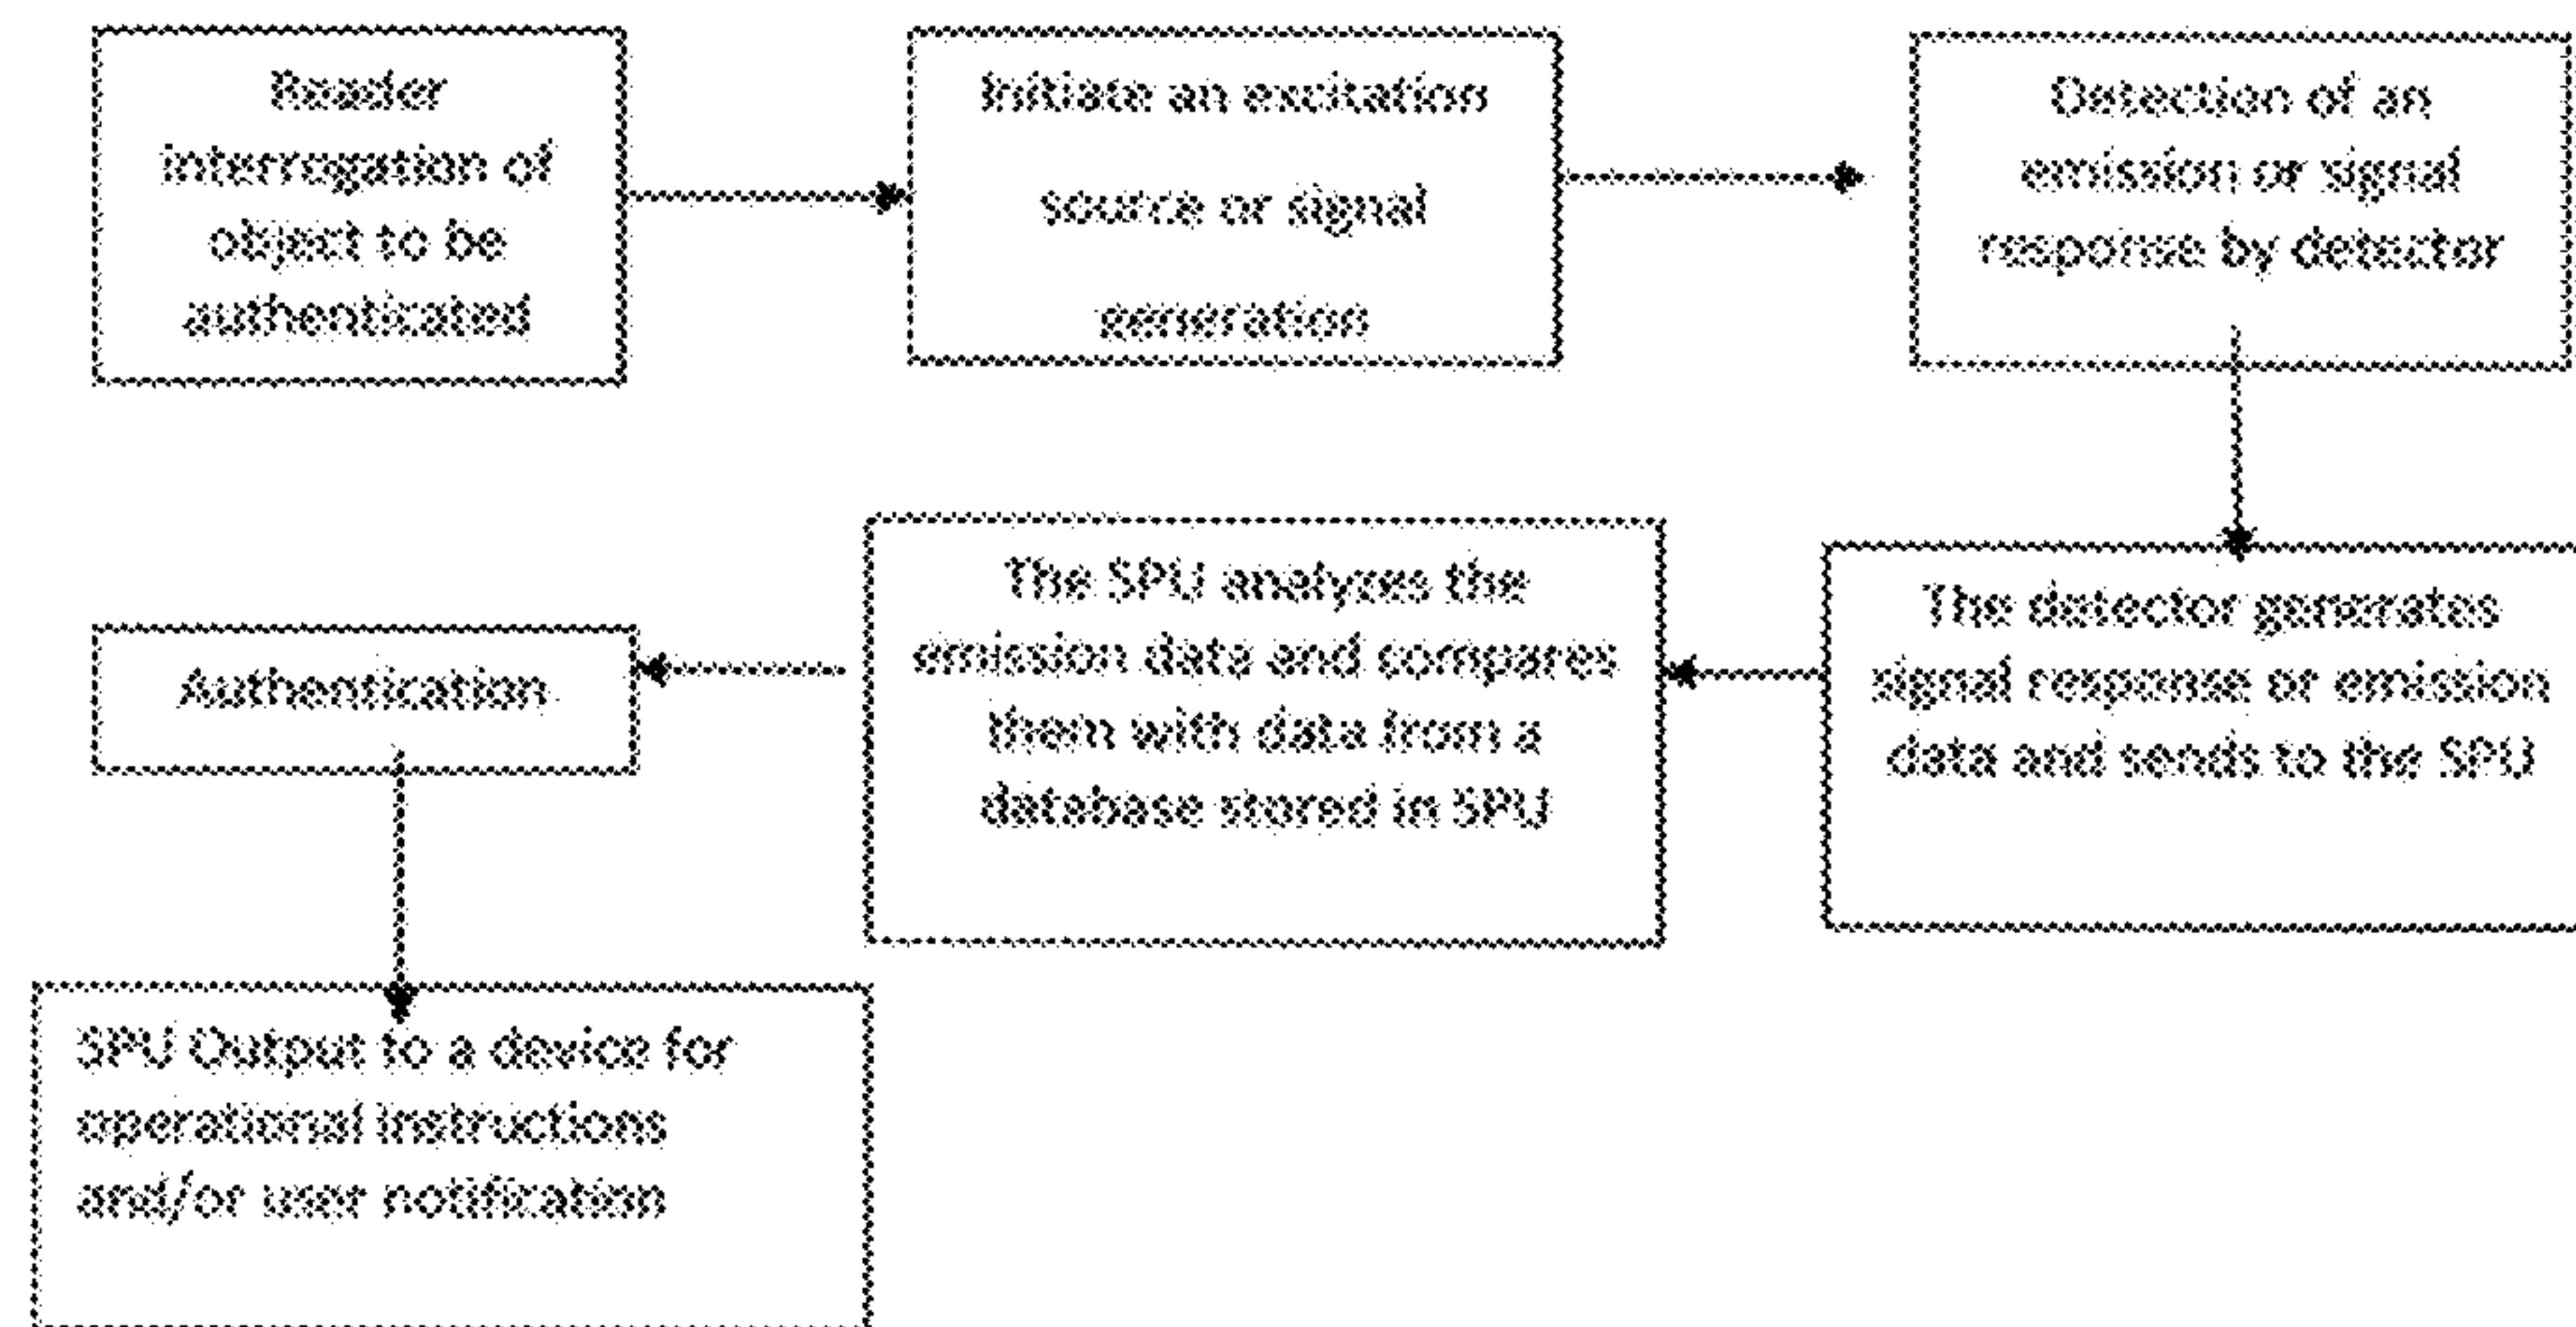 Reader
interrogation of
object to be
authenticated
Initiate an excitation
source or signal
generation
Detection of an
emission or signal
response by detector
The detector generates
signal response or emission
data and sends to the SPU
The SPU analyzes the
emission data and compares
them with data from a
database stored in SPU
Authentication
SPU Output to a device for
operational instructions
and/or user notification